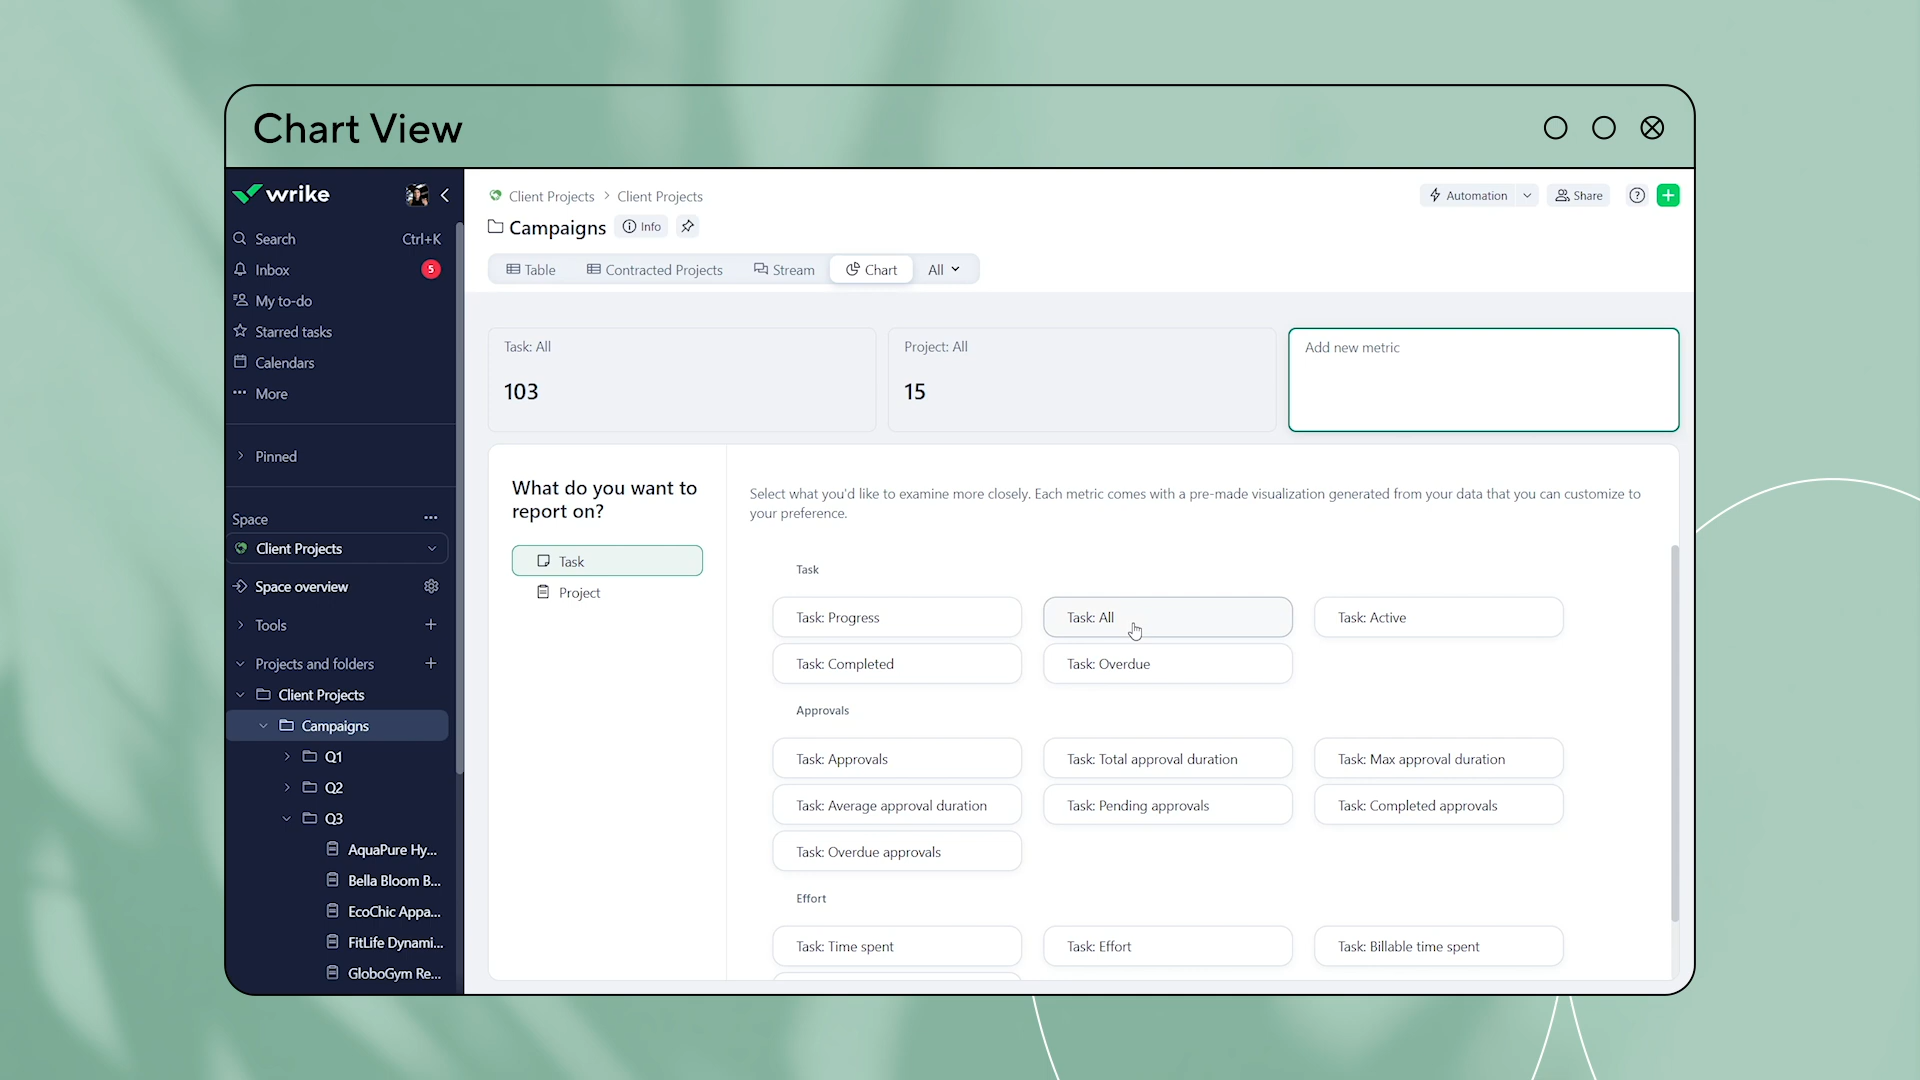 Chart View
wrike
Search Ctrl+K
Inbox 5
My to-do
Starred tasks
Calendars
More
Pinned
Space
Client Projects
Space overview
Tools
Projects and folders
Client Projects
Campaigns
Q1
Q2
Q3
AquaPure Hy...
Bella Bloom B...
EcoChic Appa...
FitLife Dynami...
GloboGym Re...
Client Projects > Client Projects
Automation Share
Campaigns Info
Table Contracted Projects Stream Chart All
Task: All
103
Project: All
15
Add new metric
What do you want to
report on?
Task
Project
Select what you'd like to examine more closely. Each metric comes with a pre-made visualization generated from your data that you can customize to
your preference.
Task
Task: Progress Task: All Task: Active
Task: Completed Task: Overdue
Approvals
Task: Approvals Task: Total approval duration Task: Max approval duration
Task: Average approval duration Task: Pending approvals Task: Completed approvals
Task: Overdue approvals
Effort
Task: Time spent Task: Effort Task: Billable time spent